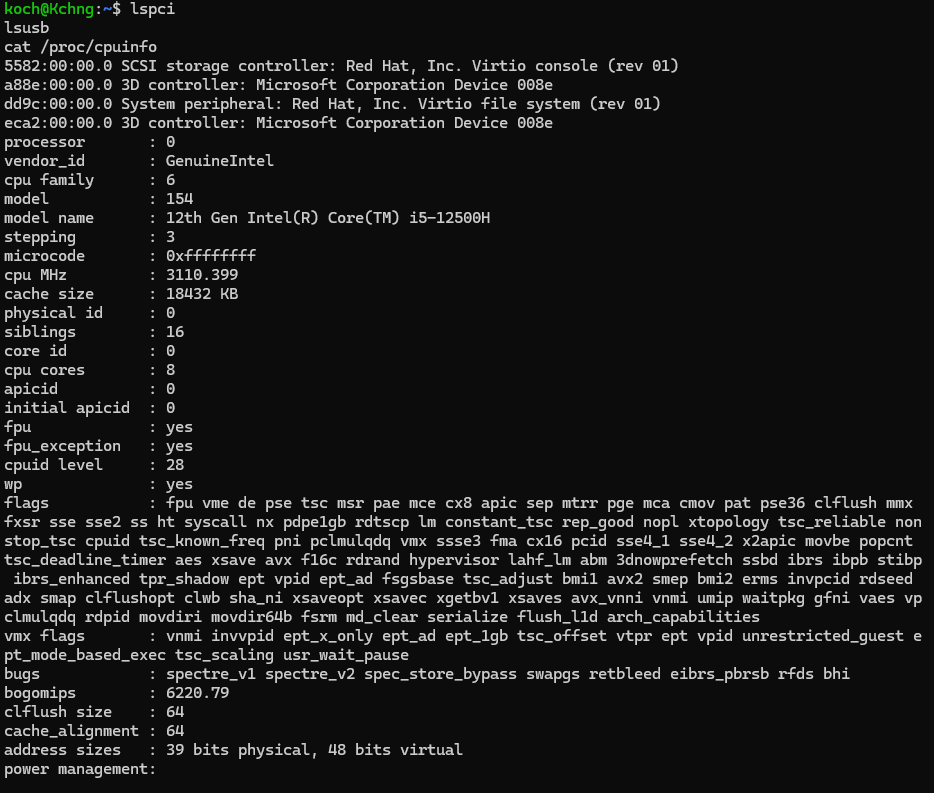 koch@Kchng:~$ lspci
lsusb
cat /proc/cpuinfo
5582:00:00.0 SCSI storage controller: Red Hat, Inc. Virtio console (rev 01)
a88e:00:00.0 3D controller: Microsoft Corporation Device 008e
dd9c:00:00.0 System peripheral: Red Hat, Inc. Virtio file system (rev 01)
eca2:00:00.0 3D controller: Microsoft Corporation Device 008e
processor       : 0
vendor_id       : GenuineIntel
cpu family      : 6
model           : 154
model name      : 12th Gen Intel(R) Core(TM) i5-12500H
stepping        : 3
microcode       : 0xffffffff
cpu MHz         : 3110.399
cache size      : 18432 KB
physical id     : 0
siblings        : 16
core id         : 0
cpu cores       : 8
apicid          : 0
initial apicid  : 0
fpu             : yes
fpu_exception   : yes
cpuid level     : 28
wp              : yes
flags           : fpu vme de pse tsc msr pae mce cx8 apic sep mtrr pge mca cmov pat pse36 clflush mmx
fxsr sse sse2 ss ht syscall nx pdpe1gb rdtscp lm constant_tsc rep_good nopl xtopology tsc_reliable non
stop_tsc cpuid tsc_known_freq pni pclmulqdq vmx ssse3 fma cx16 pcid sse4_1 sse4_2 x2apic movbe popcnt
tsc_deadline_timer aes xsave avx f16c rdrand hypervisor lahf_lm abm 3dnowprefetch ssbd ibrs ibpb stibp
 ibrs_enhanced tpr_shadow ept vpid ept_ad fsgsbase tsc_adjust bmi1 avx2 smep bmi2 erms invpcid rdseed
adx smap clflushopt clwb sha_ni xsaveopt xsavec xgetbv1 xsaves avx_vnni vnmi umip waitpkg gfni vaes vp
clmulqdq rdpid movdiri movdir64b fsrm md_clear serialize flush_l1d arch_capabilities
vmx flags       : vnmi invvpid ept_x_only ept_ad ept_1gb tsc_offset vtpr ept vpid unrestricted_guest e
pt_mode_based_exec tsc_scaling usr_wait_pause
bugs            : spectre_v1 spectre_v2 spec_store_bypass swapgs retbleed eibrs_pbrsb rfds bhi
bogomips        : 6220.79
clflush size    : 64
cache_alignment : 64
address sizes   : 39 bits physical, 48 bits virtual
power management: